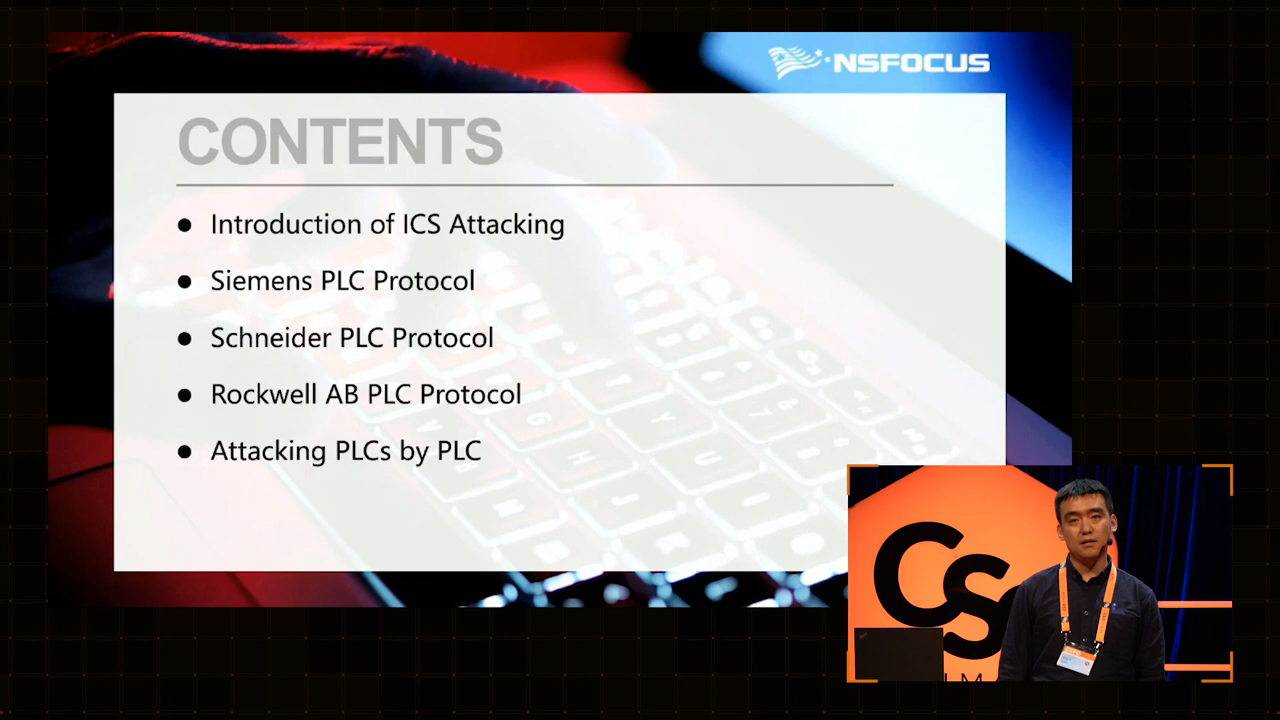 NSFOCUS
CONTENTS
● Introduction of ICS Attacking
● Siemens PLC Protocol
● Schneider PLC Protocol
● Rockwell AB PLC Protocol
● Attacking PLCs by PLC
CS